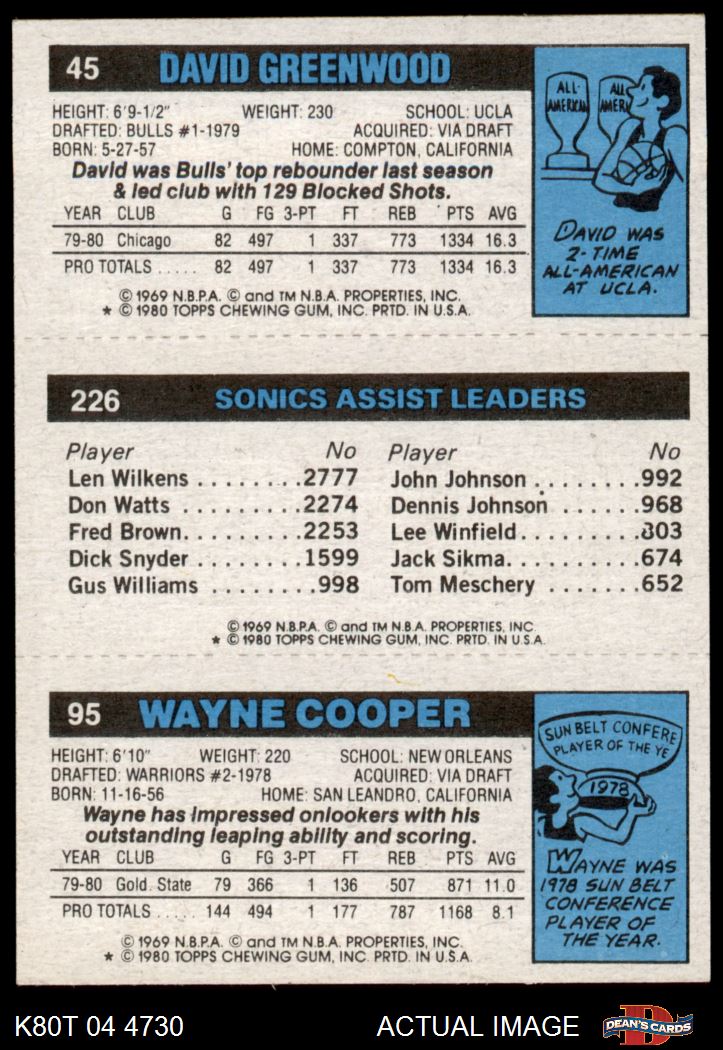 45 DAVID GREENWOOD
HEIGHT: 6'9-1/2" WEIGHT: 230 SCHOOL: UCLA
DRAFTED: BULLS #1-1979 ACQUIRED: VIA DRAFT
BORN: 5-27-57 HOME: COMPTON, CALIFORNIA
David was Bulls' top rebounder last season
& led club with 129 Blocked Shots.
YEAR CLUB G FG 3-PT FT REB PTS AVG
79-80 Chicago 82 497 1 337 773 1334 16.3
PRO TOTALS ..... 82 497 1 337 773 1334 16.3
© 1969 N.B.P.A. © and TM N.B.A. PROPERTIES, INC.
* © 1980 TOPPS CHEWING GUM, INC. PRTD. IN U.S.A.
ALL-
AMERICAN
ALL
AMERI
DAVID WAS
2-TIME
ALL-AMERICAN
AT UCLA.
226 SONICS ASSIST LEADERS
Player No Player No
Len Wilkens ........2777 John Johnson ........992
Don Watts .........2274 Dennis Johnson .......968
Fred Brown.........2253 Lee Winfield.........803
Dick Snyder ........1599 Jack Sikma..........674
Gus Williams ........998 Tom Meschery .......652
© 1969 N.B.P.A. © and TM N.B.A. PROPERTIES, INC
* © 1980 TOPPS CHEWING GUM, INC. PRTD. IN U.S.A.
95 WAYNE COOPER
HEIGHT: 6'10" WEIGHT: 220 SCHOOL: NEW ORLEANS
DRAFTED: WARRIORS #2-1978 ACQUIRED: VIA DRAFT
BORN: 11-16-56 HOME: SAN LEANDRO, CALIFORNIA
Wayne has impressed onlookers with his
outstanding leaping ability and scoring.
YEAR CLUB G FG 3-PT FT REB PTS AVG
79-80 Gold. State 79 366 1 136 507 871 11.0
PRO TOTALS ..... 144 494 1 177 787 1168 8.1
© 1969 N.B.P.A. © and TM N.B.A. PROPERTIES, INC.
* © 1980 TOPPS CHEWING GUM, INC. PRTD. IN U.S.A.
SUN BELT CONFERE
PLAYER OF THE YE
1978
WAYNE WAS
1978 SUN BELT
CONFERENCE
PLAYER OF
THE YEAR.
K80T 04 4730 ACTUAL IMAGE D DEAN'S CARDS